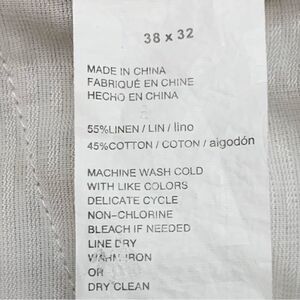 38 x 32
MADE IN CHINA
FABRIQUÉ EN CHINE
HECHO EN CHINA
55%LINEN / LIN / lino
45%COTTON / COTON / algodón
MACHINE WASH COLD
WITH LIKE COLORS
DELICATE CYCLE
NON-CHLORINE
BLEACH IF NEEDED
LINE DRY
WARM IRON
OR
DRY CLEAN